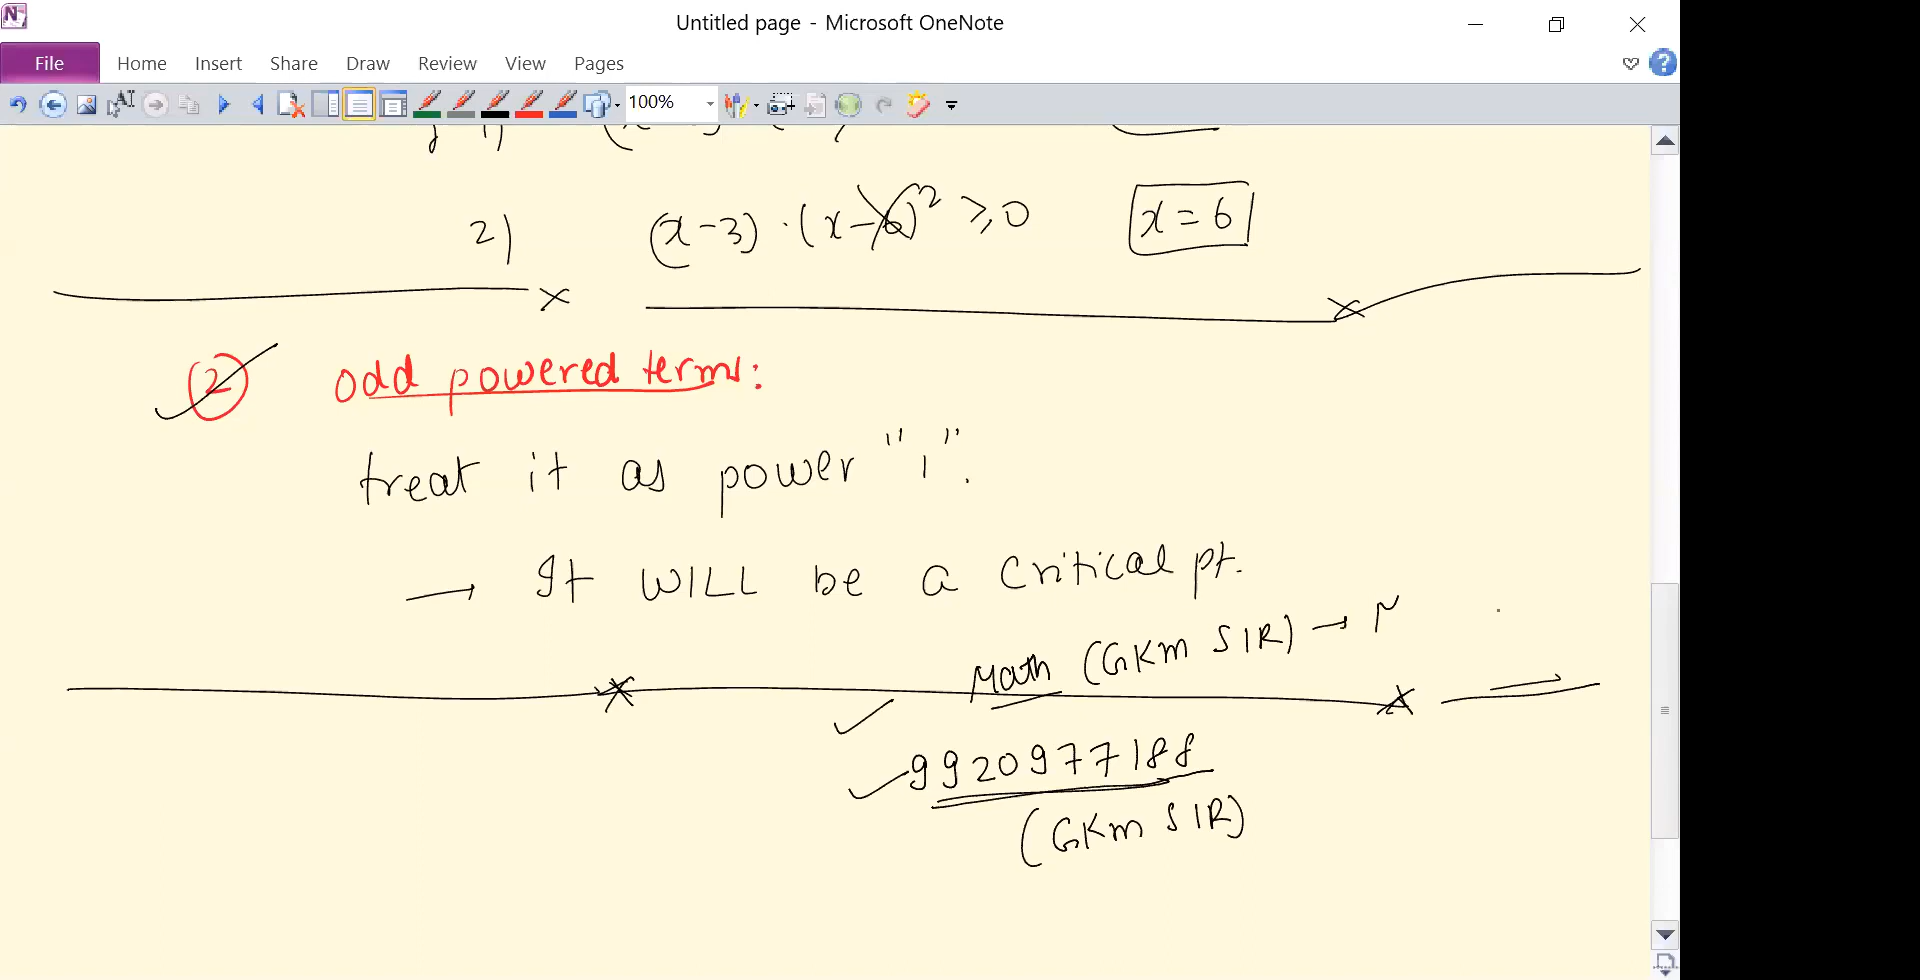 Untitled page - Microsoft OneNote
File Home Insert Share Draw Review View Pages
100%
2) (x-3) · (x-6)² ≥ 0 x = 6
2 odd powered terms:
treat it as power "1".
→ It WILL be a critical pt.
Math (GKM SIR) →
9920977188
(GKM SIR)